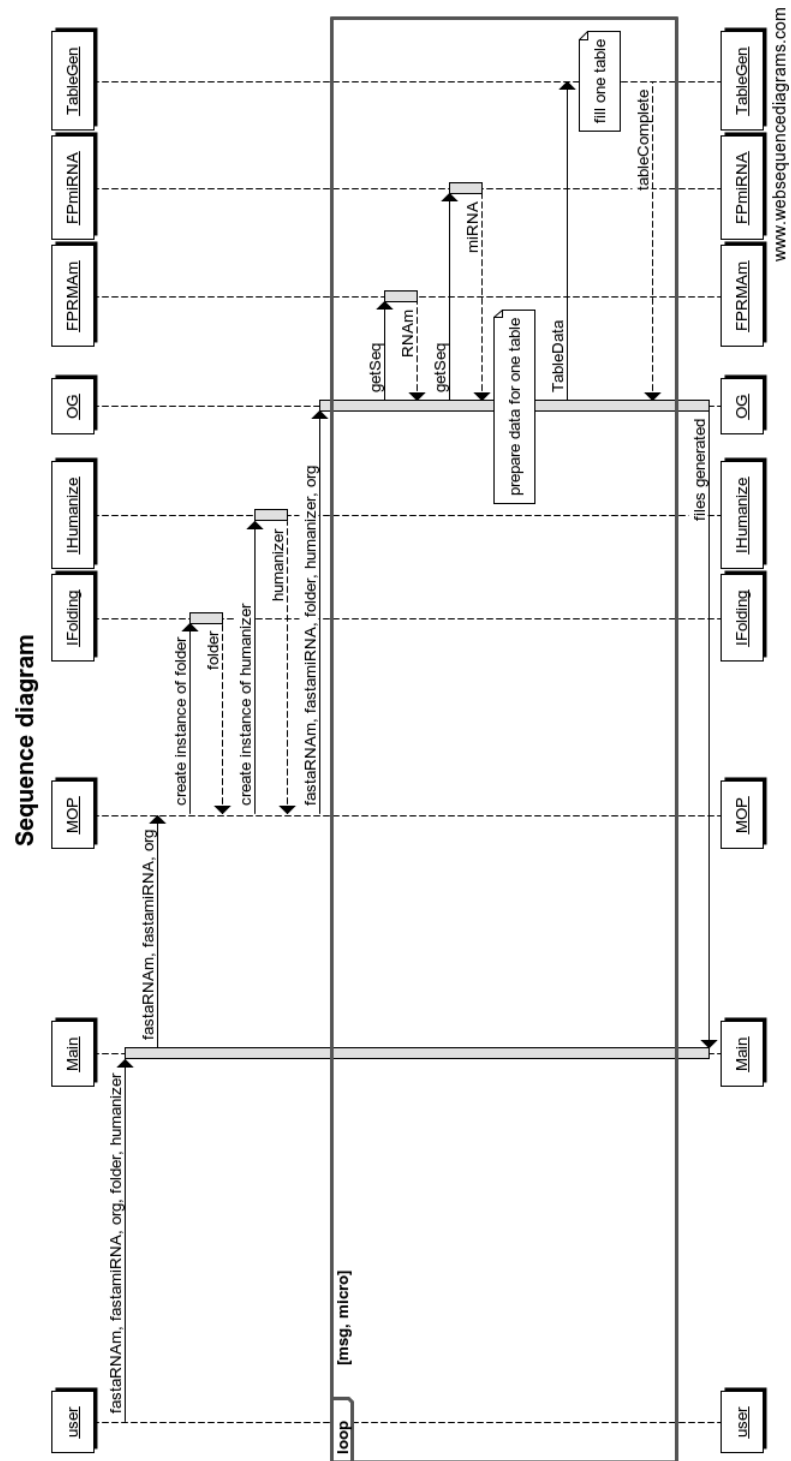 Sequence diagram
user
Main
MOP
IFolding
IHumanize
OG
FPRMAm
FPmiRNA
TableGen
fastaRNAm, fastamiRNA, org, folder, humanizer
fastaRNAm, fastamiRNA, org
create instance of folder
folder
create instance of humanizer
humanizer
fastaRNAm, fastamiRNA, folder, humanizer, org
loop
[msg, micro]
getSeq
RNAm
getSeq
miRNA
prepare data for one table
TableData
fill one table
tableComplete
files generated
user
Main
MOP
IFolding
IHumanize
OG
FPRMAm
FPmiRNA
TableGen
www.websequencediagrams.com